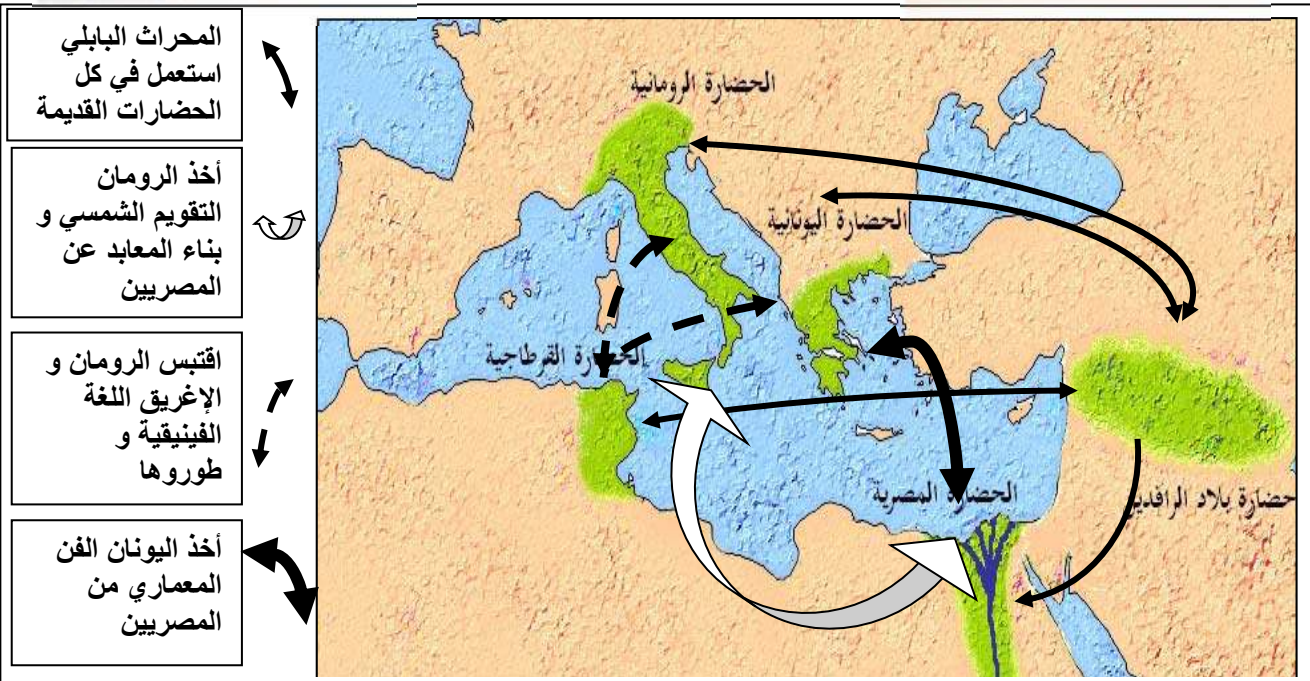 المحراث البابلي
استعمل في كل
الحضارات القديمة
أخذ الرومان
التقويم الشمسي و
بناء المعابد عن
المصريين
اقتبس الرومان و
الإغريق اللغة
الفينيقية و
طوروها
أخذ اليونان الفن
المعماري من
المصريين
الحضارة الرومانية
الحضارة اليونانية
الحضارة القرطاجية
الحضارة المصرية
حضارة بلاد الرافدين